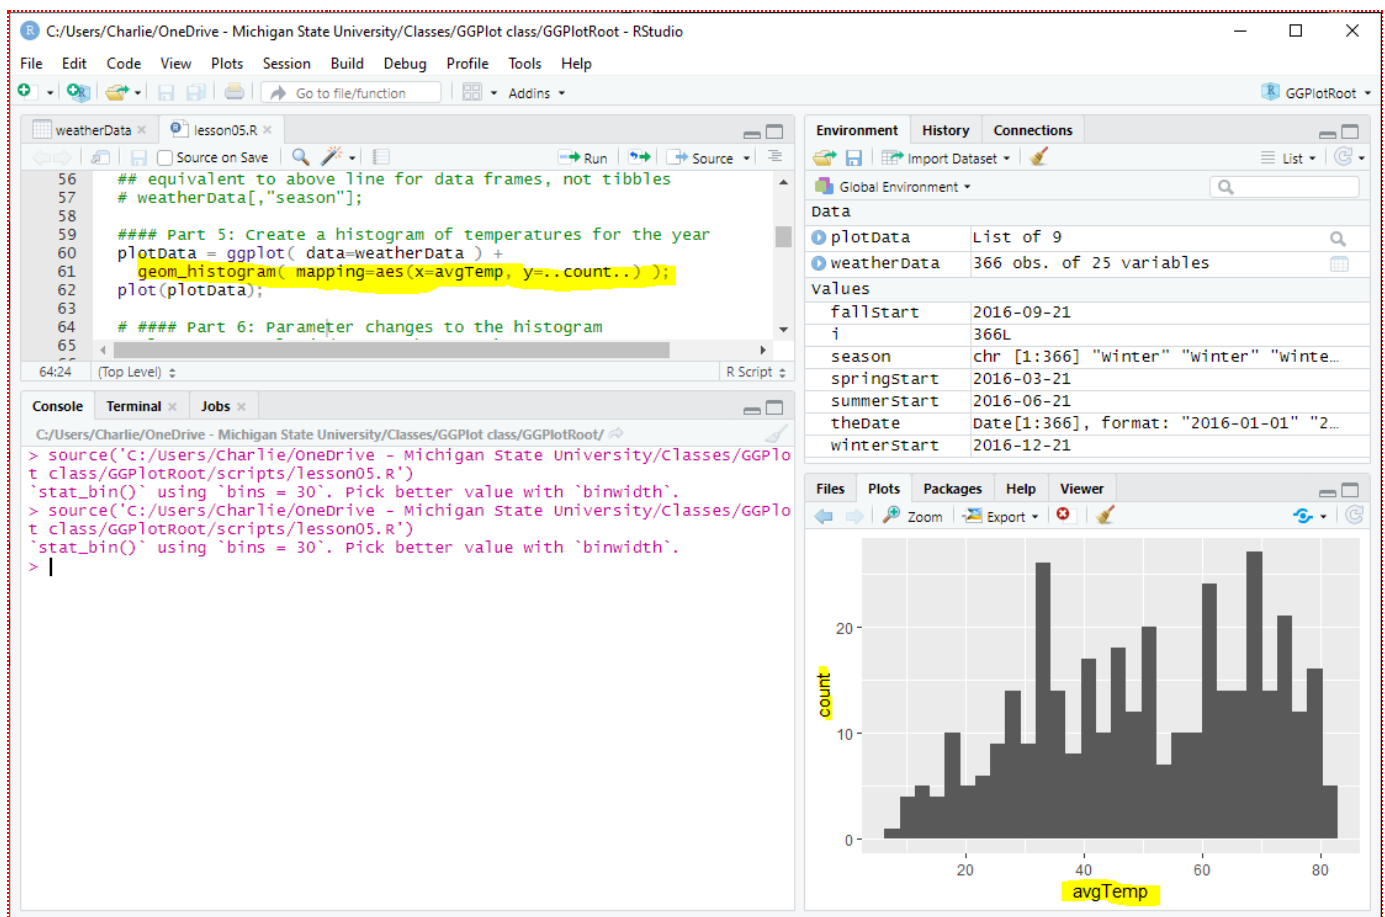 C:/Users/Charlie/OneDrive - Michigan State University/Classes/GGPlot class/GGPlotRoot - RStudio
File Edit Code View Plots Session Build Debug Profile Tools Help
Go to file/function Addins GGPlotRoot
weatherData lesson05.R
Source on Save Run Source
56 ## equivalent to above line for data frames, not tibbles
57 # weatherData[,"season"];
58
59 #### Part 5: Create a histogram of temperatures for the year
60 plotData = ggplot( data=weatherData ) +
61 geom_histogram( mapping=aes(x=avgTemp, y=..count..) );
62 plot(plotData);
63
64 # #### Part 6: Parameter changes to the histogram
65
64:24 (Top Level) R Script
Console Terminal Jobs
C:/Users/Charlie/OneDrive - Michigan State University/Classes/GGPlot class/GGPlotRoot/
> source('C:/Users/Charlie/OneDrive - Michigan State University/Classes/GGPlo
t class/GGPlotRoot/scripts/lesson05.R')
`stat_bin()` using `bins = 30`. Pick better value with `binwidth`.
> source('C:/Users/Charlie/OneDrive - Michigan State University/Classes/GGPlo
t class/GGPlotRoot/scripts/lesson05.R')
`stat_bin()` using `bins = 30`. Pick better value with `binwidth`.
>
Environment History Connections
Import Dataset List
Global Environment
Data
plotData List of 9
weatherData 366 obs. of 25 variables
Values
fallStart 2016-09-21
i 366L
season chr [1:366] "Winter" "Winter" "Winte…
springStart 2016-03-21
summerStart 2016-06-21
theDate Date[1:366], format: "2016-01-01" "2…
winterStart 2016-12-21
Files Plots Packages Help Viewer
Zoom Export
count
20
10
0
20 40 60 80
avgTemp